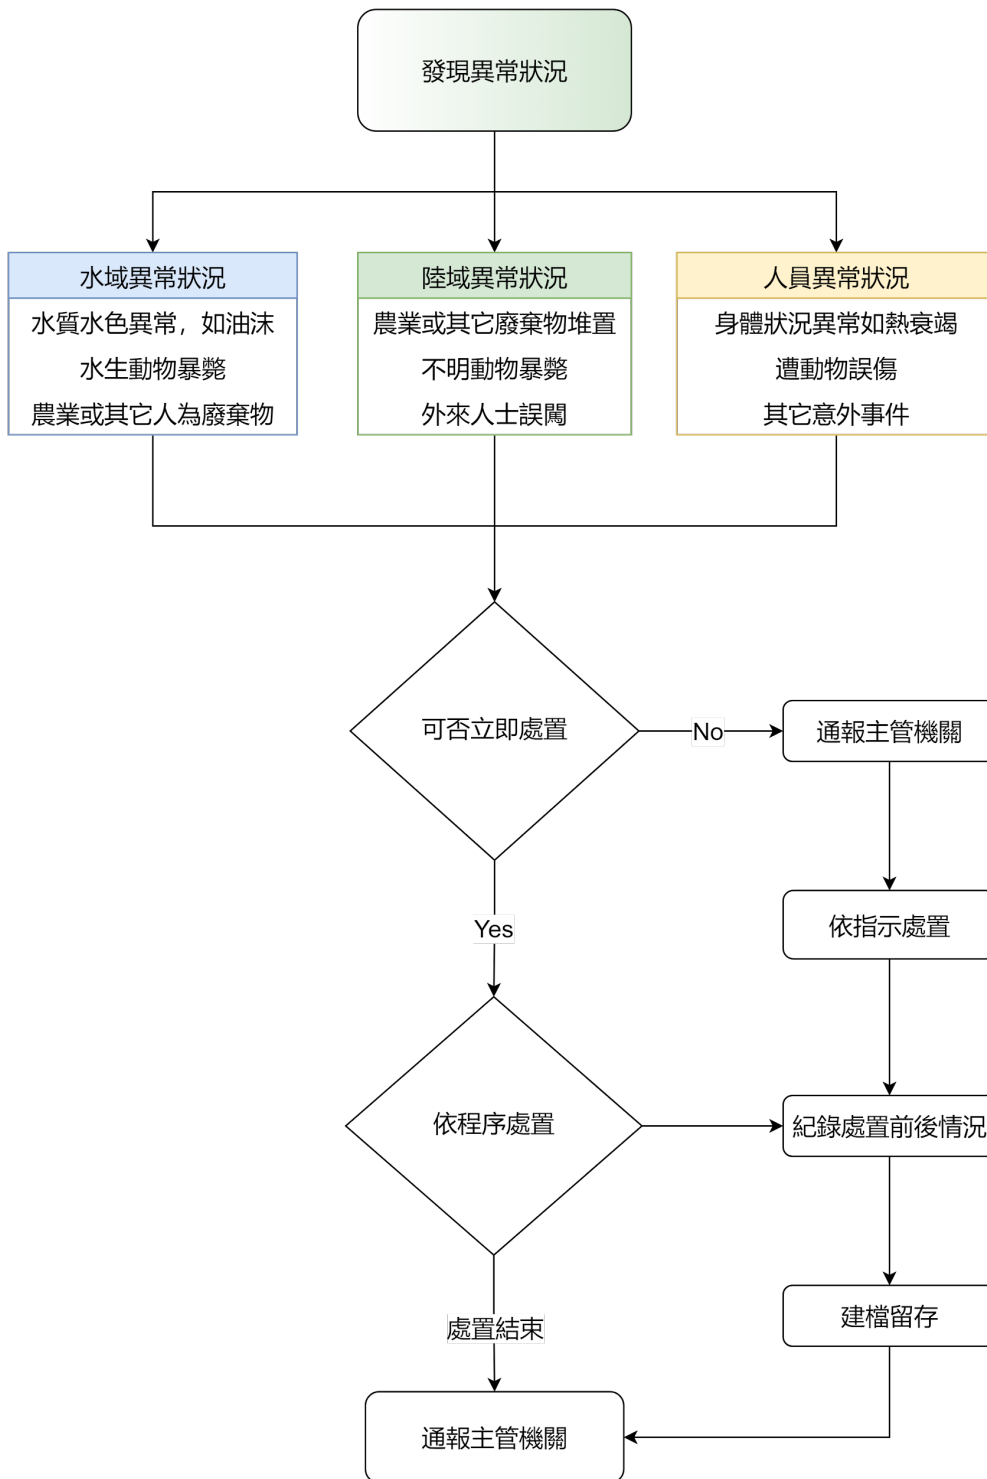 發現異常狀況
水域異常狀況
水質水色異常，如油沫
水生動物暴斃
農業或其它人為廢棄物
陸域異常狀況
農業或其它廢棄物堆置
不明動物暴斃
外來人士誤闖
人員異常狀況
身體狀況異常如熱衰竭
遭動物誤傷
其它意外事件
可否立即處置
No
通報主管機關
Yes
依指示處置
依程序處置
紀錄處置前後情況
處置結束
建檔留存
通報主管機關